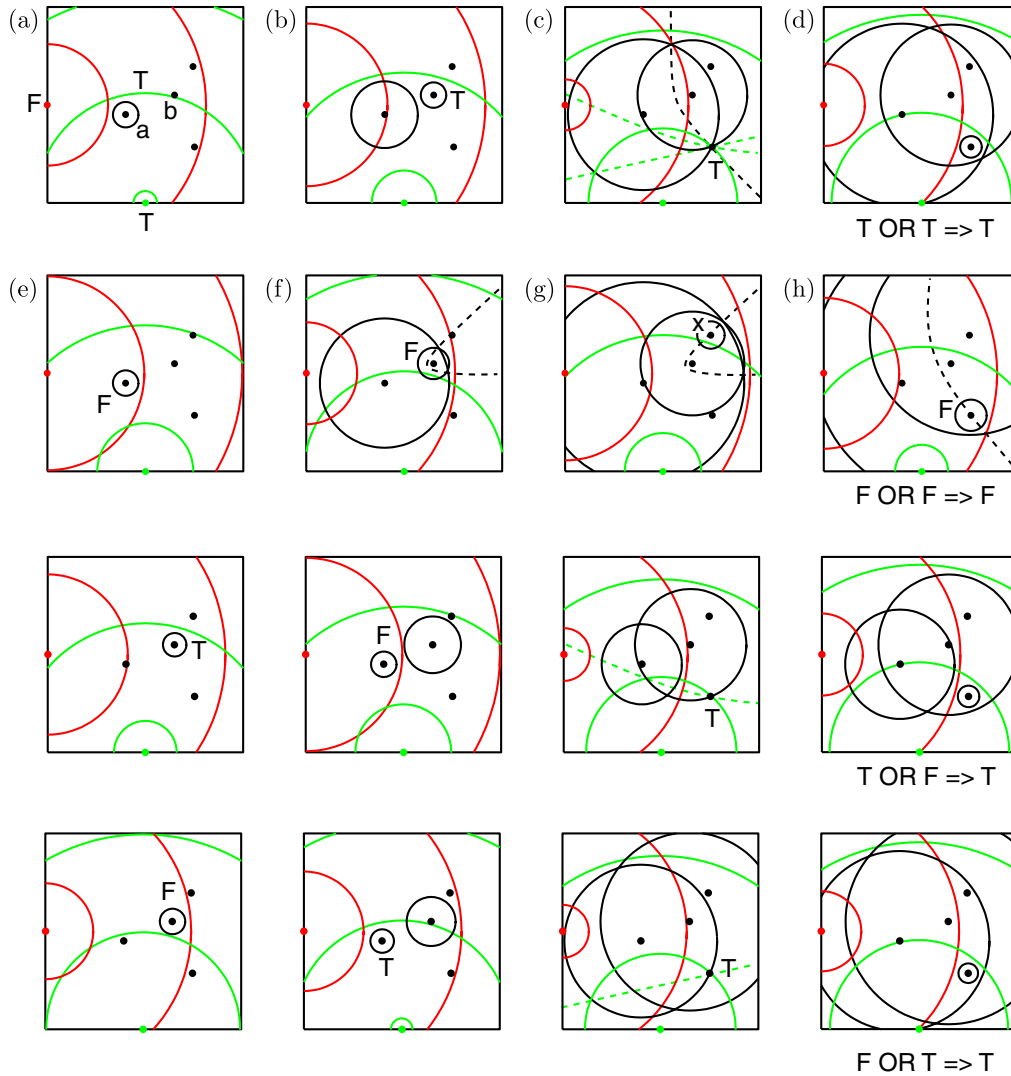 (a) (b) (c) (d)
T
F T
b
a
T
T
T OR T => T
(e) (f) (g) (h)
x
F
F
F
F OR F => F
F
T
T
T OR F => T
F
T
T
F OR T => T